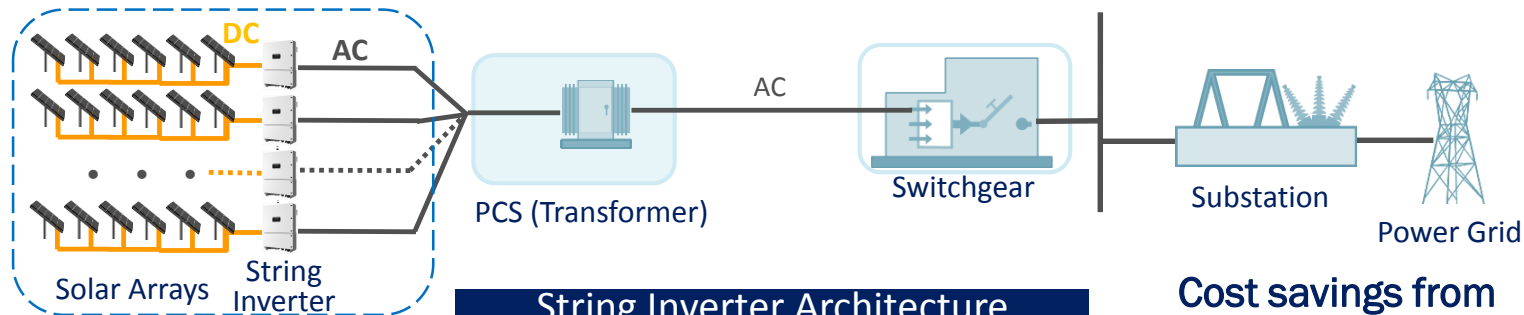 DC
AC
AC
Solar Arrays
String
Inverter
PCS (Transformer)
Switchgear
Substation
Power Grid
String Inverter Architecture
Cost savings from